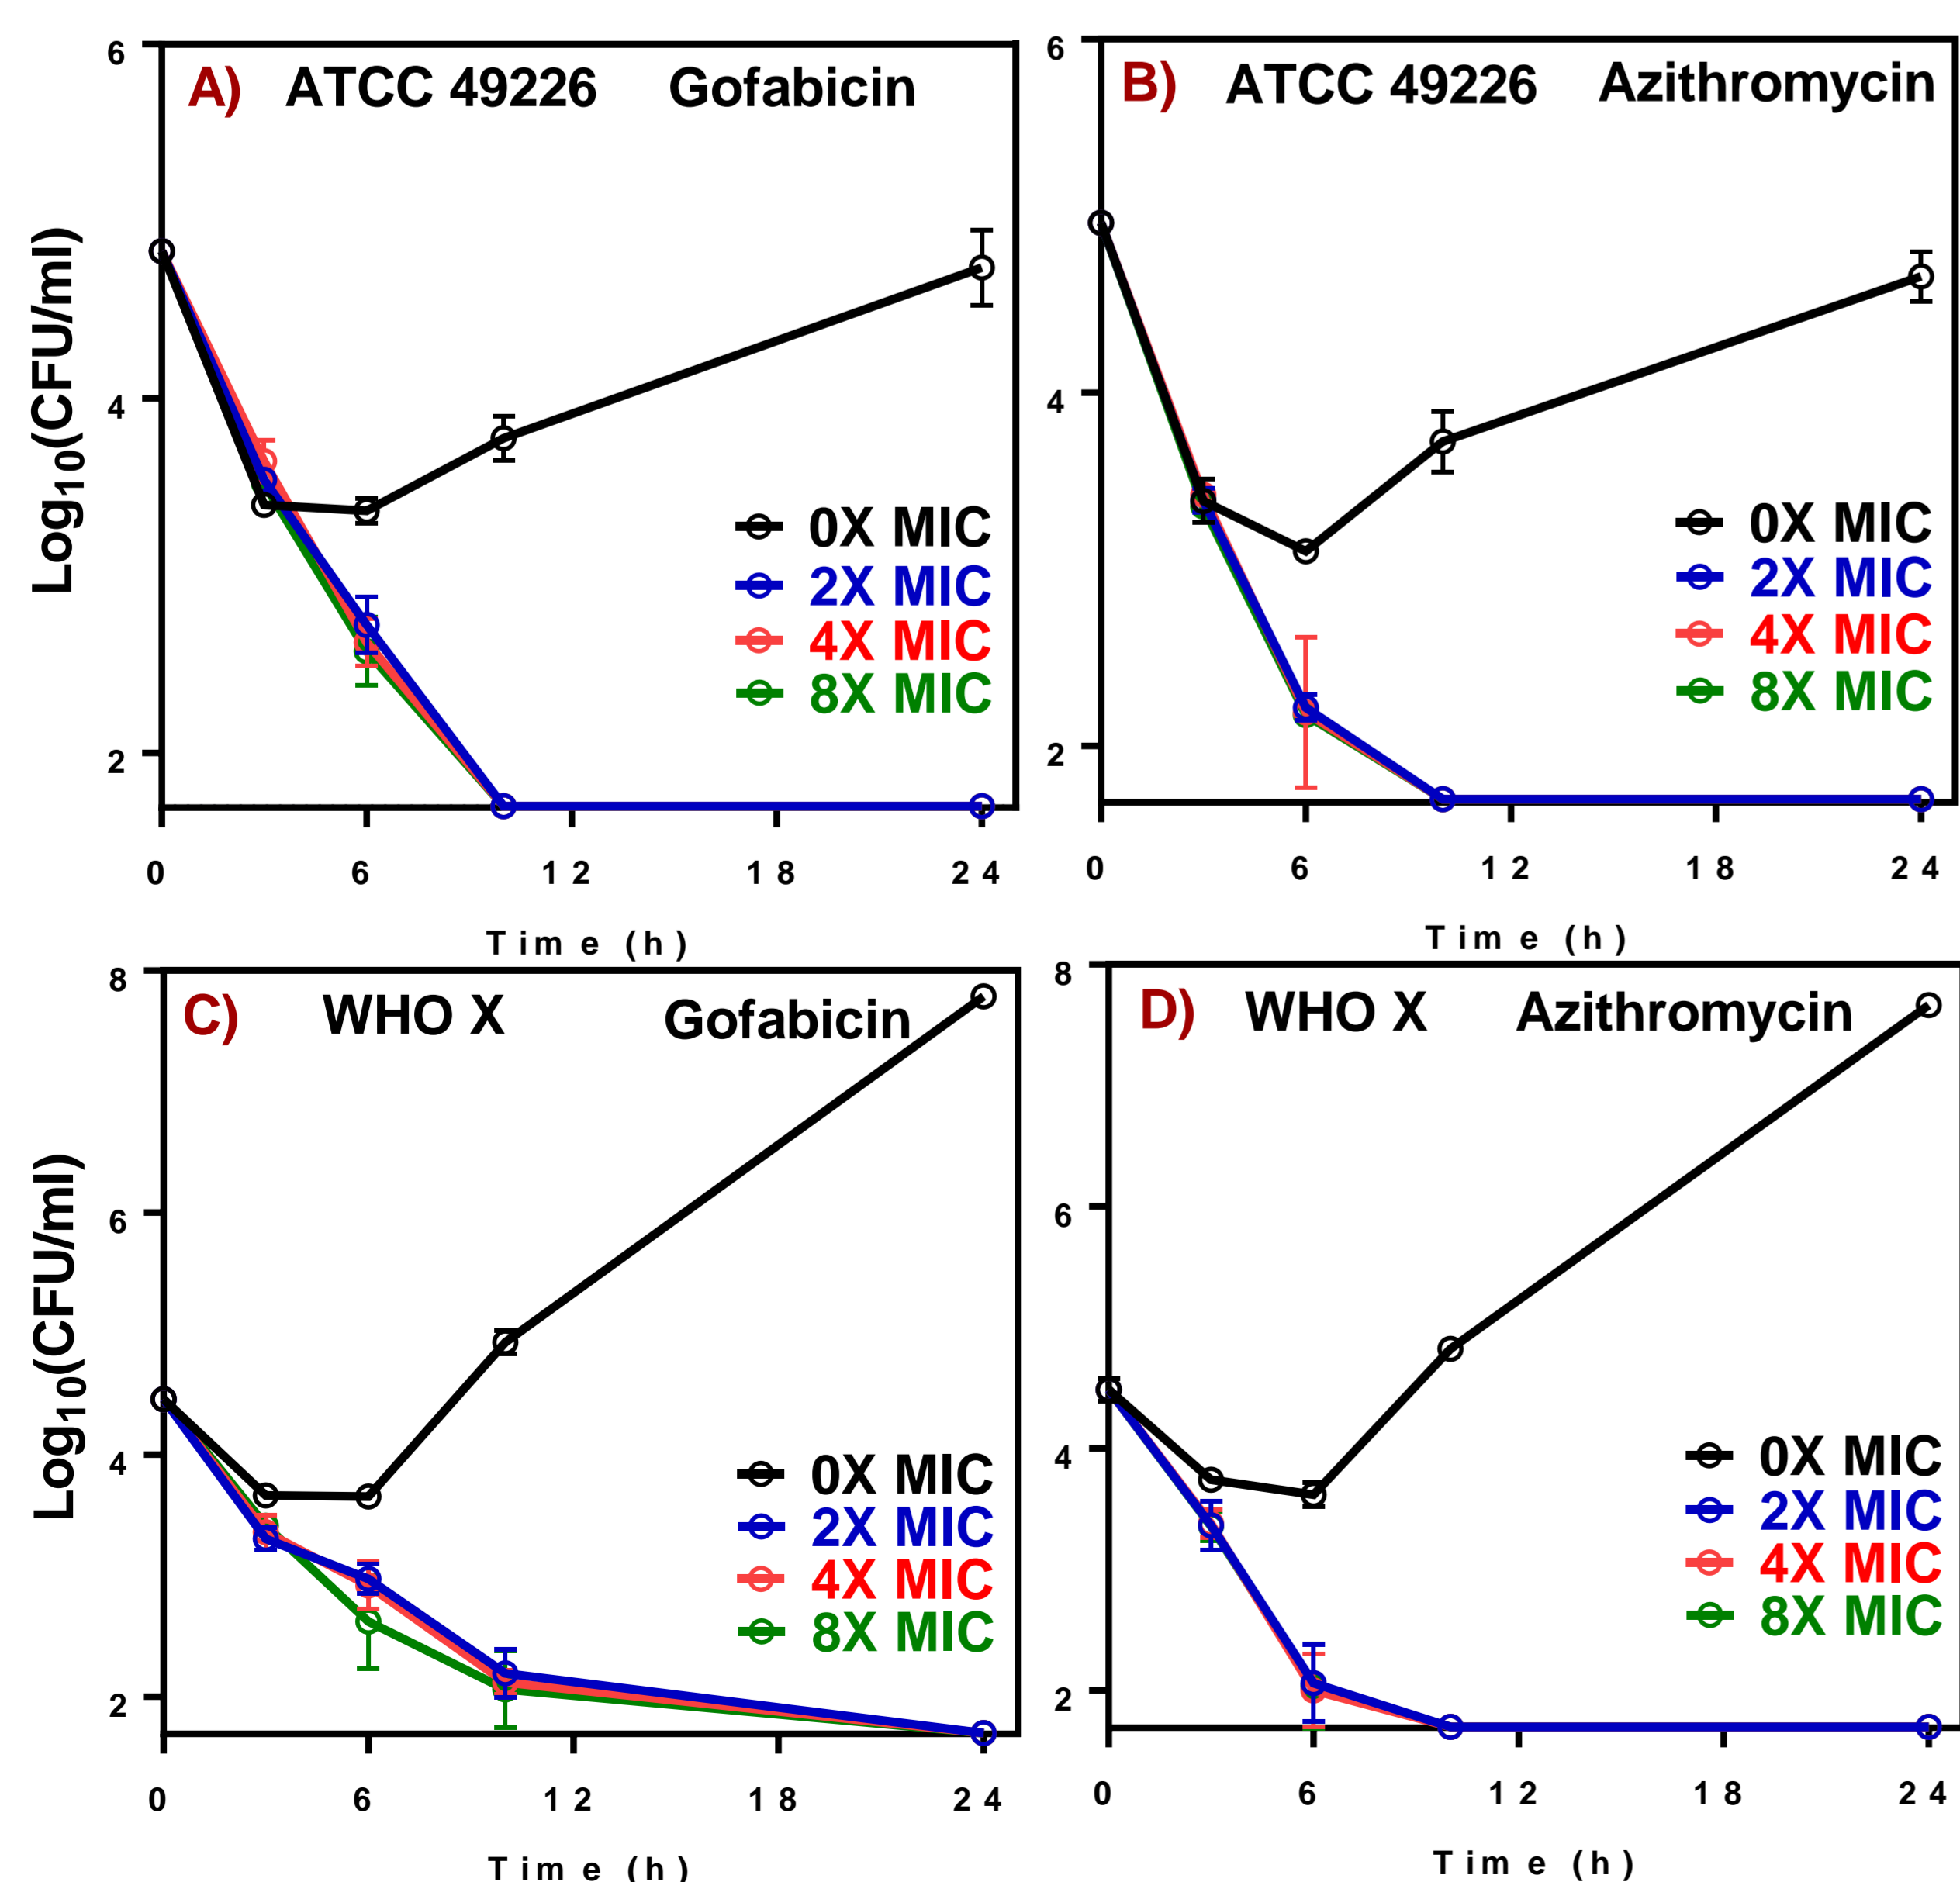 A) ATCC 49226 Gofabicin
Log10(CFU/ml)
6
4
2
0X MIC
2X MIC
4X MIC
8X MIC
0 6 12 18 24
Time (h)
B) ATCC 49226 Azithromycin
6
4
2
0X MIC
2X MIC
4X MIC
8X MIC
0 6 12 18 24
Time (h)
C) WHO X Gofabicin
Log10(CFU/ml)
8
6
4
2
0X MIC
2X MIC
4X MIC
8X MIC
0 6 12 18 24
Time (h)
D) WHO X Azithromycin
8
6
4
2
0X MIC
2X MIC
4X MIC
8X MIC
0 6 12 18 24
Time (h)